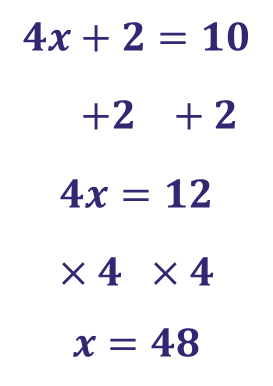 4x + 2 = 10
+2 + 2
4x = 12
× 4 × 4
x = 48